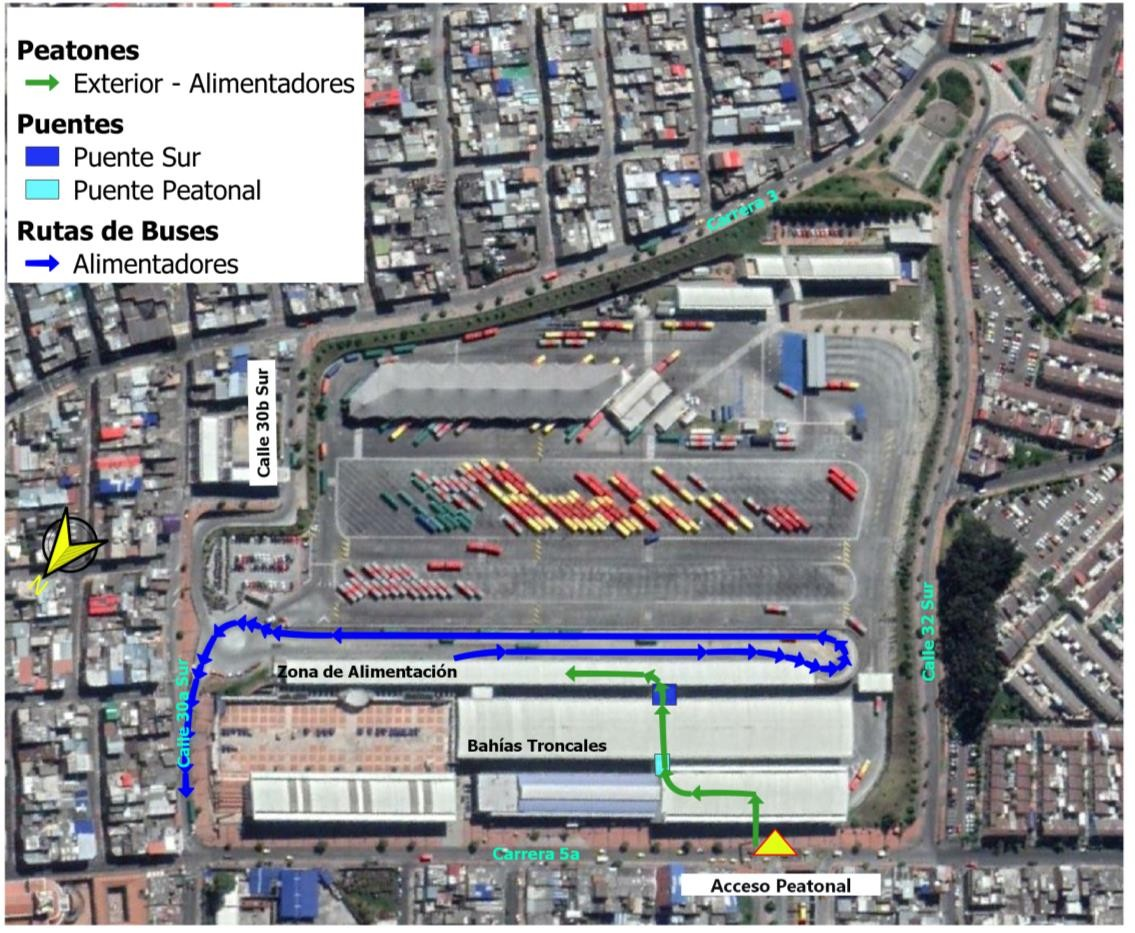 Peatones
Exterior - Alimentadores
Puentes
Puente Sur
Puente Peatonal
Rutas de Buses
Alimentadores
Carrera 3
Calle 30b Sur
N
Calle 32 Sur
Zona de Alimentación
Calle 30a Sur
Bahías Troncales
Carrera 5a
Acceso Peatonal